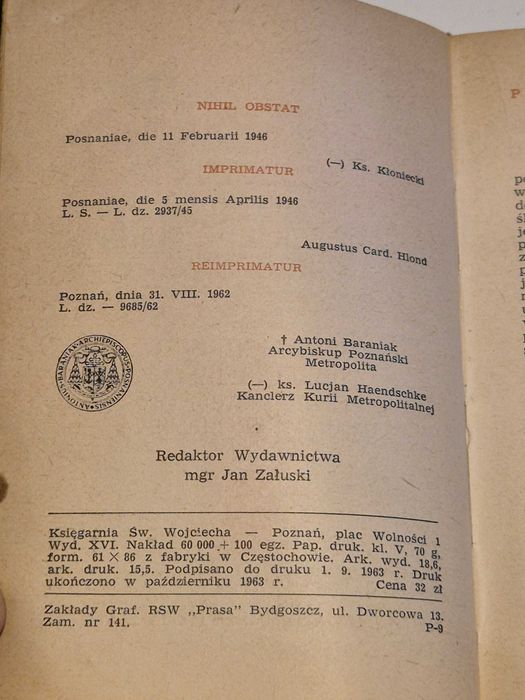 NIHIL OBSTAT
Posnaniae, die 11 Februarii 1946
(—) Ks. Kłoniecki
IMPRIMATUR
Posnaniae, die 5 mensis Aprilis 1946
L. S. — L. dz. 2937/45
Augustus Card. Hlond
REIMPRIMATUR
Poznań, dnia 31. VIII. 1962
L. dz. — 9685/62
† Antoni Baraniak
Arcybiskup Poznański
Metropolita
(—) ks. Lucjan Haendschke
Kanclerz Kurii Metropolitalnej
ANTONIUS BARANIAK ARCHIEPISCOPUS POSNANIENSIS
Redaktor Wydawnictwa
mgr Jan Załuski
Księgarnia Św. Wojciecha — Poznań, plac Wolności 1
Wyd. XVI. Nakład 60 000 + 100 egz. Pap. druk. kl. V, 70 g,
form. 61 × 86 z fabryki w Częstochowie. Ark. wyd. 18,6,
ark. druk. 15,5. Podpisano do druku 1. 9. 1963 r. Druk
ukończono w październiku 1963 r. Cena 32 zł
Zakłady Graf. RSW „Prasa" Bydgoszcz, ul. Dworcowa 13.
Zam. nr 141. P-9